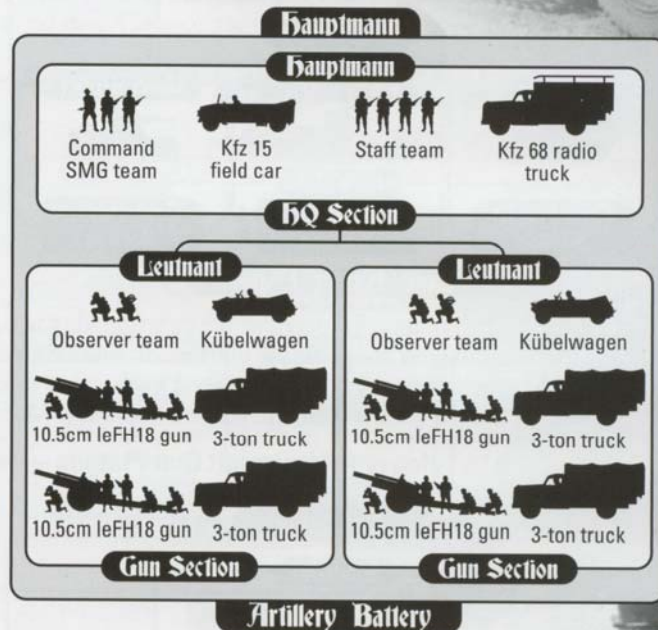 Hauptmann
Hauptmann
Command
SMG team
Kfz 15
field car
Staff team
Kfz 68 radio
truck
HQ Section
Leutnant
Observer team
Kübelwagen
10.5cm leFH18 gun
3-ton truck
10.5cm leFH18 gun
3-ton truck
Gun Section
Leutnant
Observer team
Kübelwagen
10.5cm leFH18 gun
3-ton truck
10.5cm leFH18 gun
3-ton truck
Gun Section
Artillery Battery